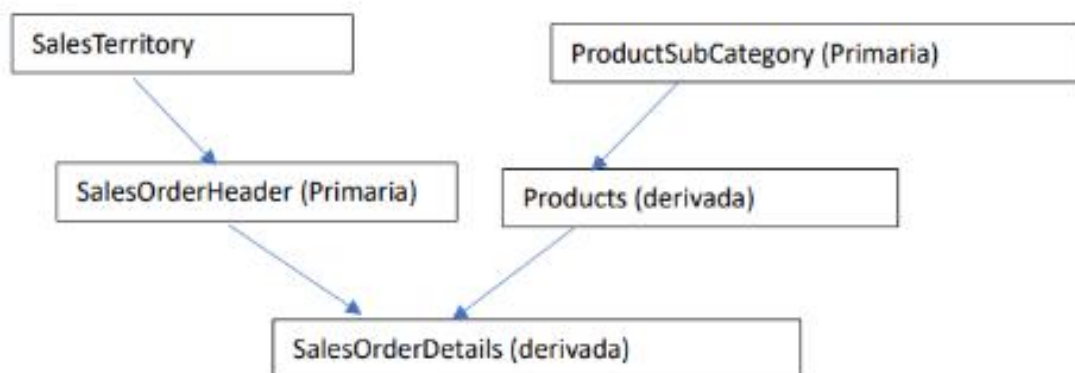 SalesTerritory
ProductSubCategory (Primaria)
SalesOrderHeader (Primaria)
Products (derivada)
SalesOrderDetails (derivada)